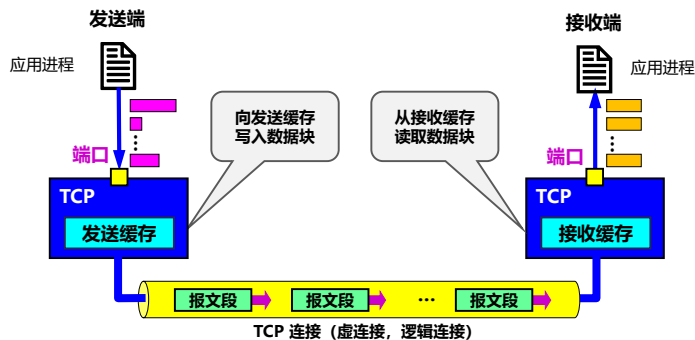 发送端
接收端
应用进程
应用进程
向发送缓存
写入数据块
从接收缓存
读取数据块
端口
端口
TCP
TCP
发送缓存
接收缓存
报文段
报文段
…
报文段
TCP 连接（虚连接，逻辑连接）